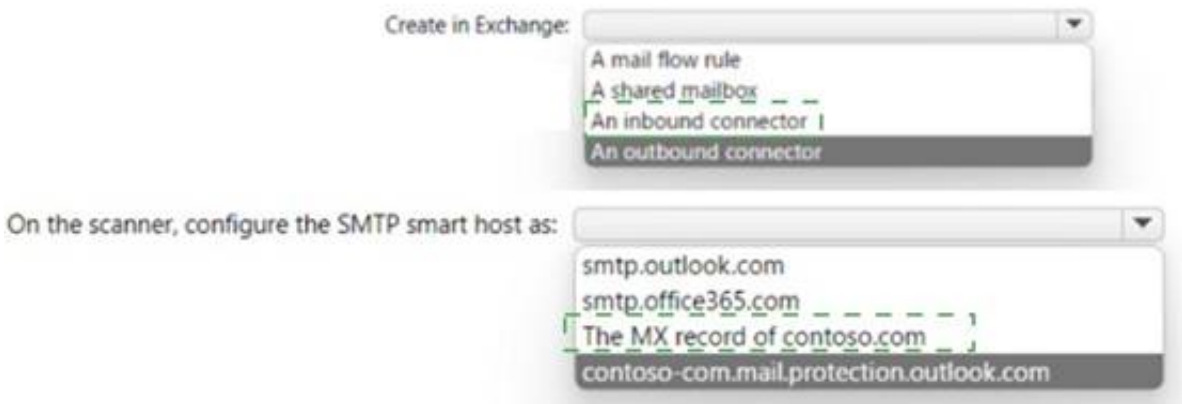 Create in Exchange:
A mail flow rule
A shared mailbox
An inbound connector
An outbound connector
On the scanner, configure the SMTP smart host as:
smtp.outlook.com
smtp.office365.com
The MX record of contoso.com
contoso-com.mail.protection.outlook.com